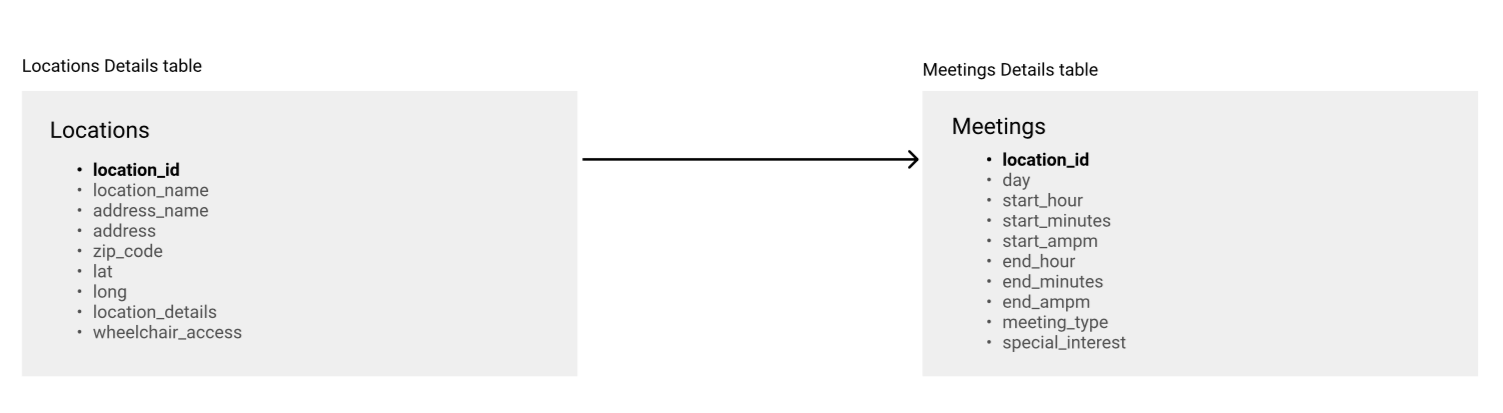 Locations Details table
Locations
• location_id
• location_name
• address_name
• address
• zip_code
• lat
• long
• location_details
• wheelchair_access
Meetings Details table
Meetings
• location_id
• day
• start_hour
• start_minutes
• start_ampm
• end_hour
• end_minutes
• end_ampm
• meeting_type
• special_interest